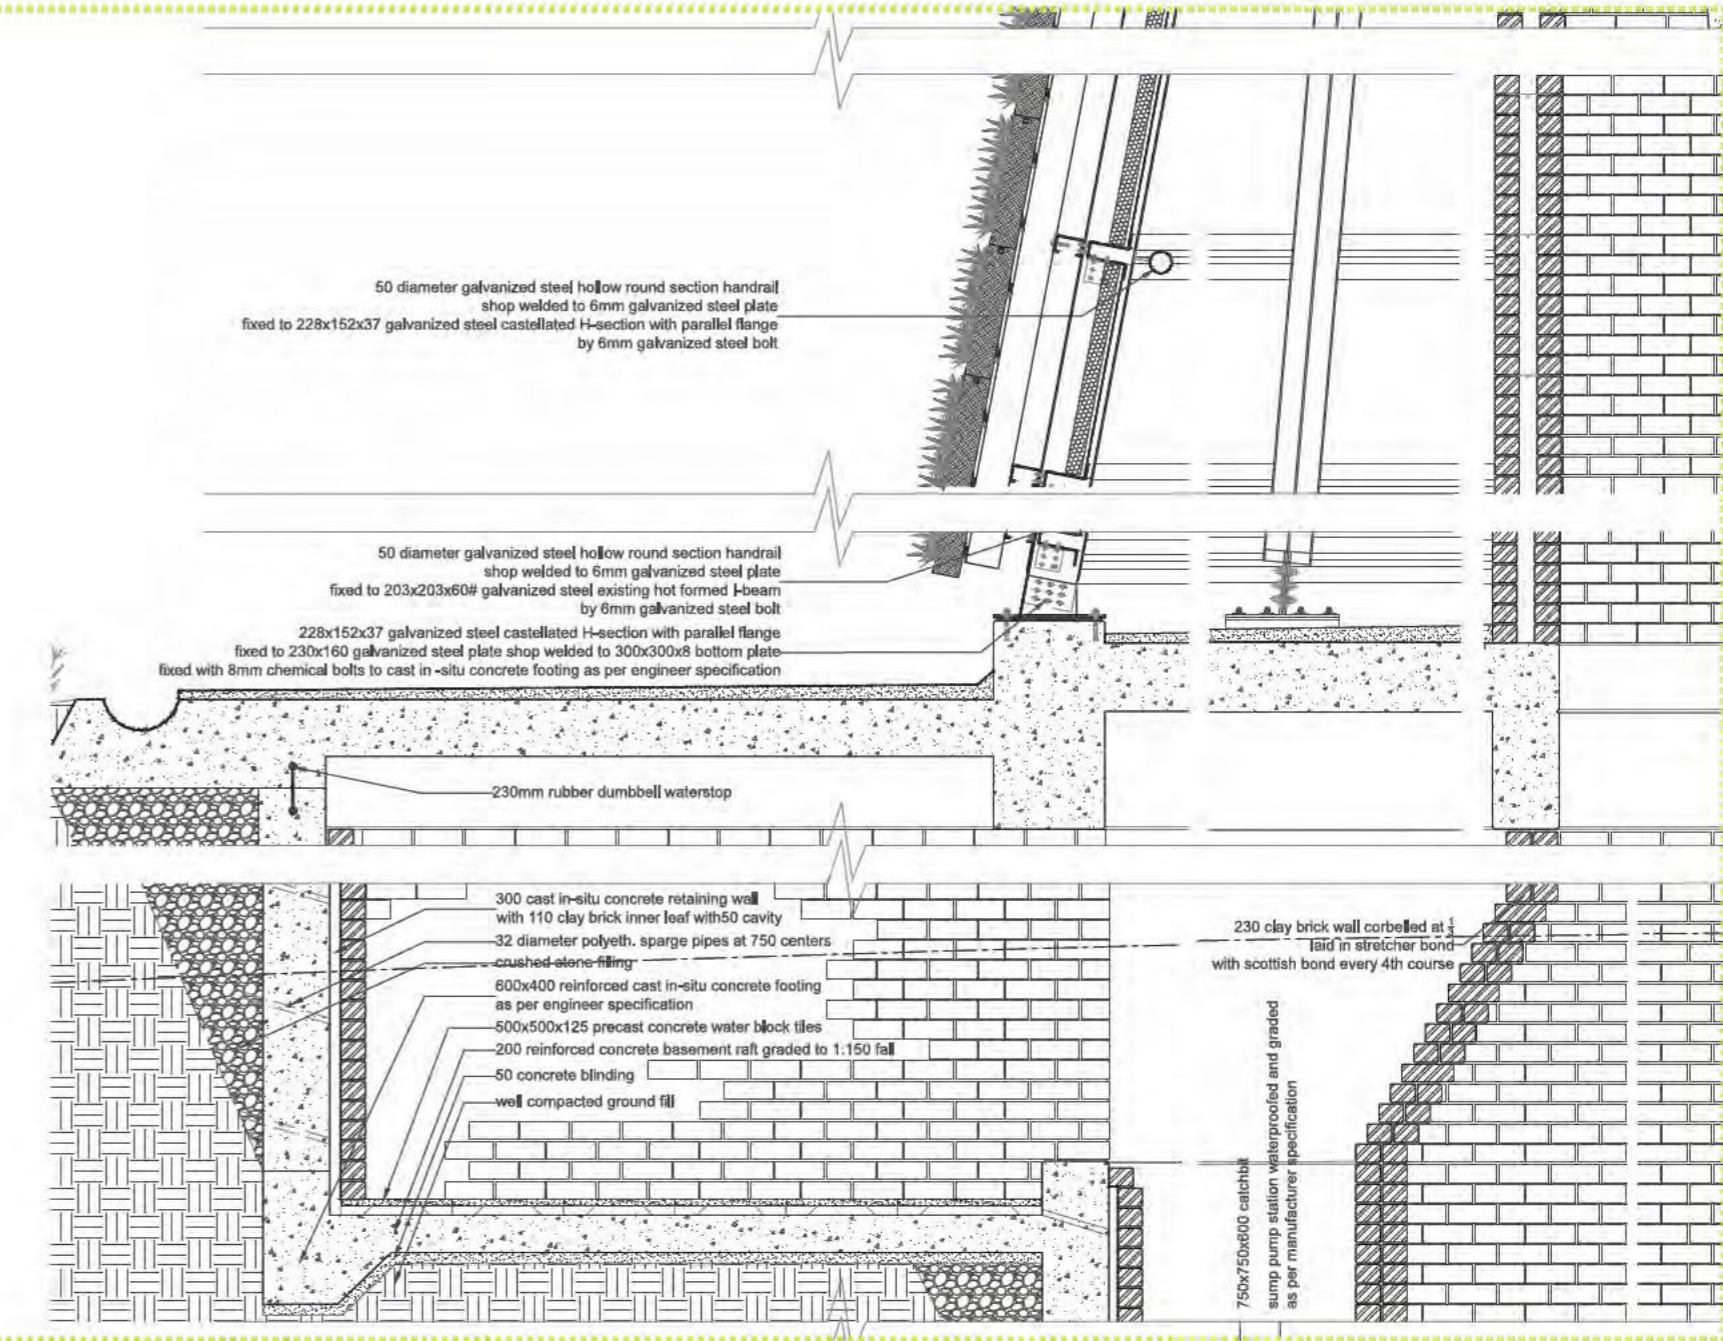 50 diameter galvanized steel hollow round section handrail
shop welded to 6mm galvanized steel plate
fixed to 228x152x37 galvanized steel castellated H-section with parallel flange
by 6mm galvanized steel bolt
50 diameter galvanized steel hollow round section handrail
shop welded to 6mm galvanized steel plate
fixed to 203x203x60# galvanized steel existing hot formed I-beam
by 6mm galvanized steel bolt
228x152x37 galvanized steel castellated H-section with parallel flange
fixed to 230x160 galvanized steel plate shop welded to 300x300x8 bottom plate
fixed with 8mm chemical bolts to cast in -situ concrete footing as per engineer specification
230mm rubber dumbbell waterstop
300 cast in-situ concrete retaining wall
with 110 clay brick inner leaf with50 cavity
32 diameter polyeth. sparge pipes at 750 centers
crushed stone filling
600x400 reinforced cast in-situ concrete footing
as per engineer specification
500x500x125 precast concrete water block tiles
200 reinforced concrete basement raft graded to 1:150 fall
50 concrete blinding
well compacted ground fill
230 clay brick wall corbelled at
laid in stretcher bond
with scottish bond every 4th course
750x750x600 catchbit
sump pump station waterproofed and graded
as per manufacturer specification